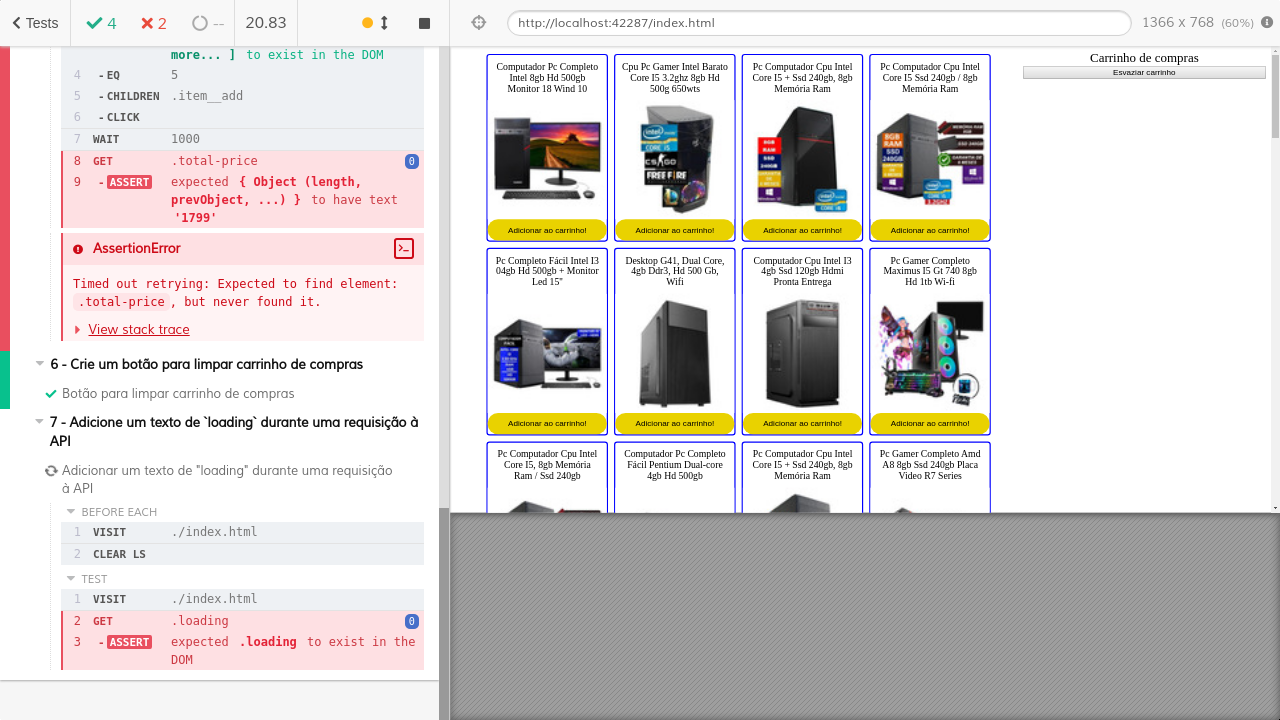 Tests
4
2
--
20.83
http://localhost:42287/index.html
1366 x 768 (60%)
more... ] to exist in the DOM
4 - EQ 5
5 - CHILDREN .item__add
6 - CLICK
7 WAIT 1000
8 GET .total-price 0
9 - ASSERT expected { Object (length,
prevObject, ...) } to have text
'1799'
AssertionError
Timed out retrying: Expected to find element:
.total-price, but never found it.
View stack trace
6 - Crie um botão para limpar carrinho de compras
Botão para limpar carrinho de compras
7 - Adicione um texto de `loading` durante uma requisição à
API
Adicionar um texto de "loading" durante uma requisição
à API
BEFORE EACH
1 VISIT ./index.html
2 CLEAR LS
TEST
1 VISIT ./index.html
2 GET .loading 0
3 - ASSERT expected .loading to exist in the
DOM
Computador Pc Completo
Intel 8gb Hd 500gb
Monitor 18 Wind 10
Adicionar ao carrinho!
Cpu Pc Gamer Intel Barato
Core I5 3.2ghz 8gb Hd
500g 650wts
intel
CORE i5
CS:GO
FREE FIRE
Adicionar ao carrinho!
Pc Computador Cpu Intel
Core I5 + Ssd 240gb, 8gb
Memória Ram
Adicionar ao carrinho!
Pc Computador Cpu Intel
Core I5 Ssd 240gb / 8gb
Memória Ram
8GB
RAM
SSD
240GB
Adicionar ao carrinho!
Carrinho de compras
Esvaziar carrinho
Pc Completo Fácil Intel I3
04gb Hd 500gb + Monitor
Led 15"
Adicionar ao carrinho!
Desktop G41, Dual Core,
4gb Ddr3, Hd 500 Gb,
Wifi
Adicionar ao carrinho!
Computador Cpu Intel I3
4gb Ssd 120gb Hdmi
Pronta Entrega
Adicionar ao carrinho!
Pc Gamer Completo
Maximus I5 Gt 740 8gb
Hd 1tb Wi-fi
Adicionar ao carrinho!
Pc Computador Cpu Intel
Core I5, 8gb Memória
Ram / Ssd 240gb
Computador Pc Completo
Fácil Pentium Dual-core
4gb Hd 500gb
Pc Computador Cpu Intel
Core I5 + Ssd 240gb, 8gb
Memória Ram
Pc Gamer Completo Amd
A8 8gb Ssd 240gb Placa
Video R7 Series